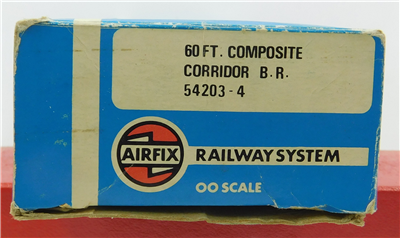 60 FT. COMPOSITE
CORRIDOR B.R.
54203-4
AIRFIX
RAILWAY SYSTEM
OO SCALE